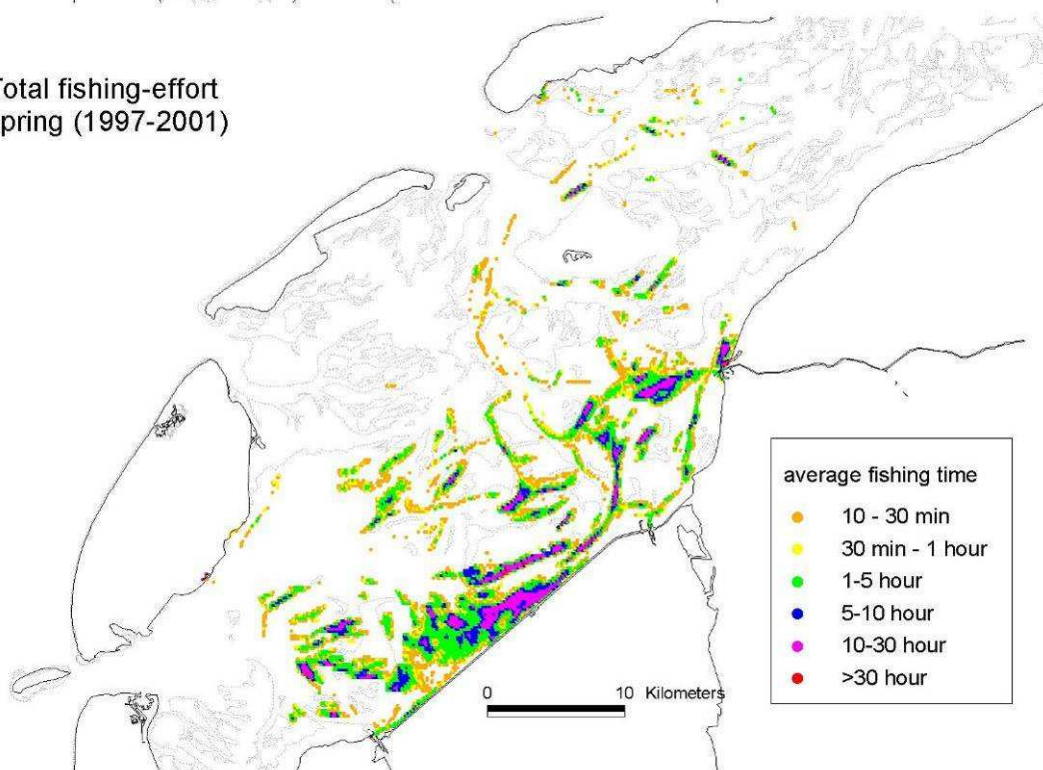 Total fishing-effort
pring (1997-2001)
average fishing time
10 - 30 min
30 min - 1 hour
1-5 hour
5-10 hour
10-30 hour
>30 hour
0 10 Kilometers